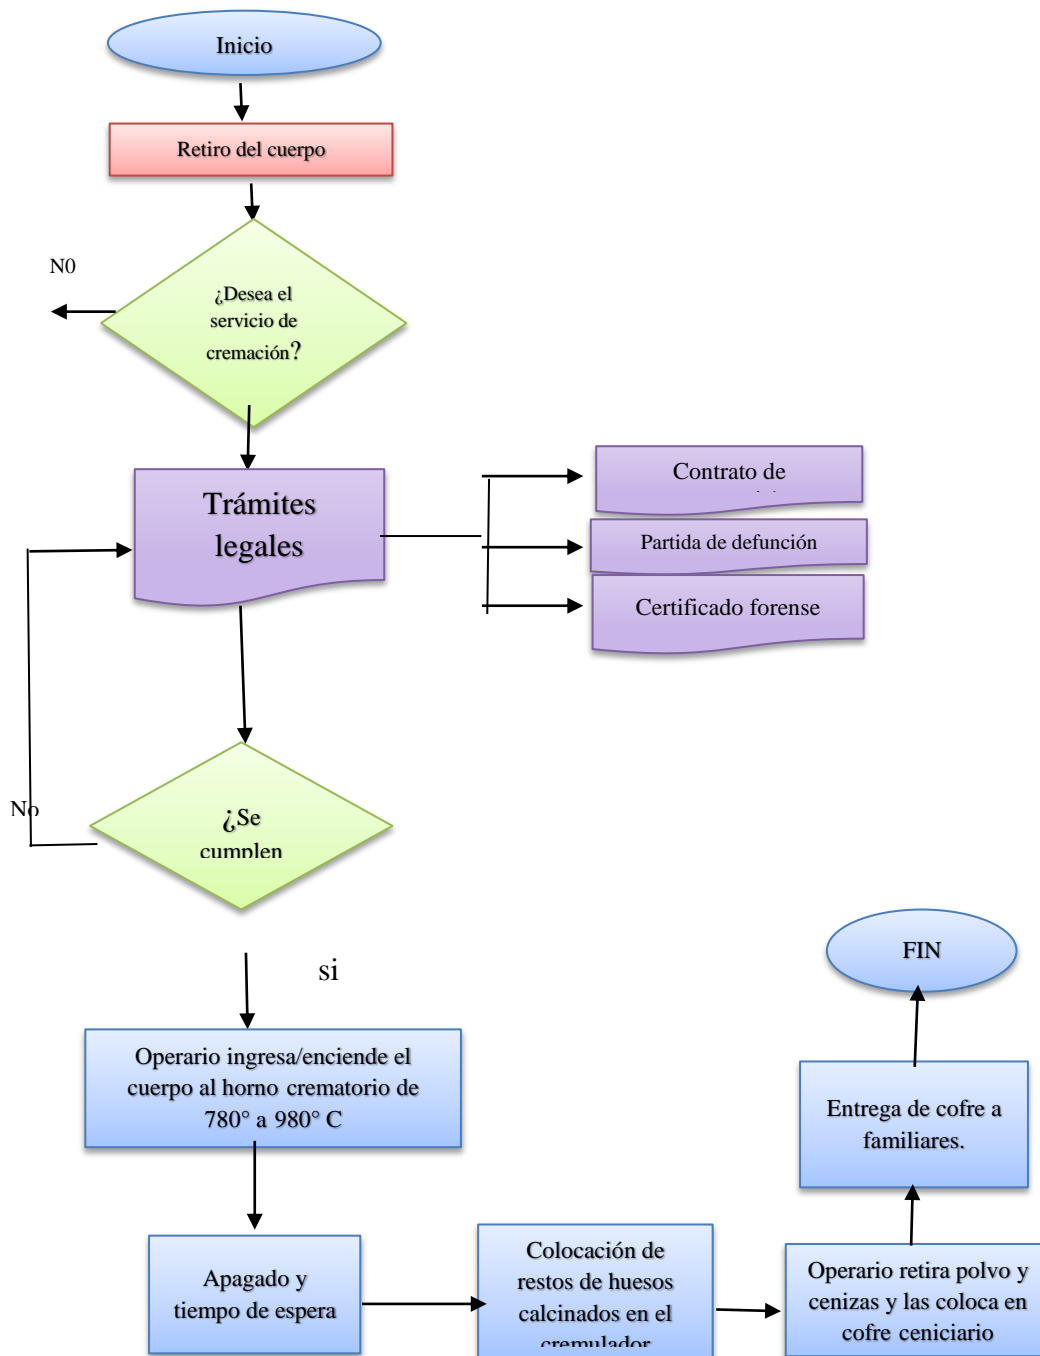 Inicio
Retiro del cuerpo
N0
¿Desea el
servicio de
cremación?
Trámites
legales
Contrato de
Partida de defunción
Certificado forense
No
¿Se
cumplen
si
Operario ingresa/enciende el
cuerpo al horno crematorio de
780° a 980° C
Apagado y
tiempo de espera
Colocación de
restos de huesos
calcinados en el
cremulador
Operario retira polvo y
cenizas y las coloca en
cofre ceniciario
Entrega de cofre a
familiares.
FIN